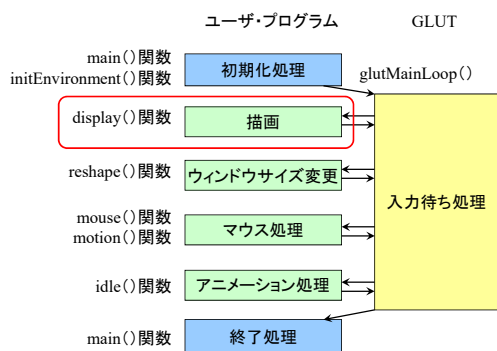 ユーザ・プログラム GLUT
main()関数
initEnvironment()関数
初期化処理
glutMainLoop()
display()関数
描画
reshape()関数
ウィンドウサイズ変更
入力待ち処理
mouse()関数
motion()関数
マウス処理
idle()関数
アニメーション処理
main()関数
終了処理